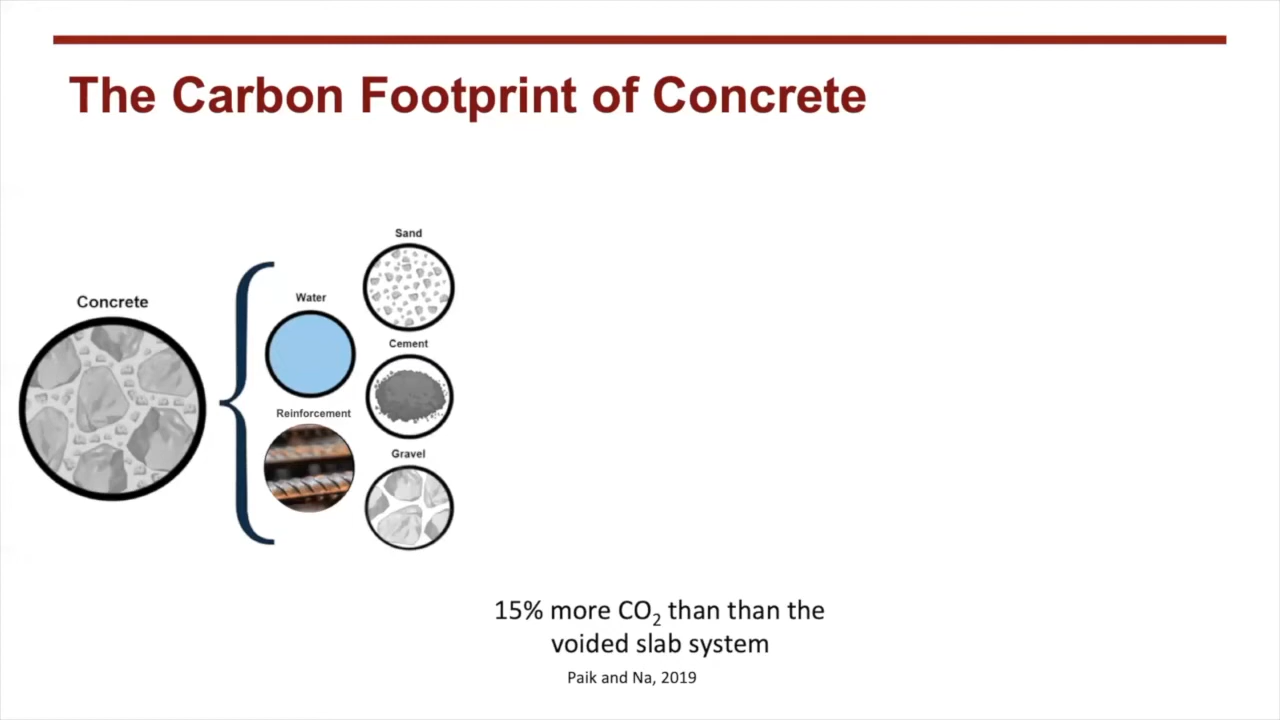 The Carbon Footprint of Concrete
Sand
Water
Concrete
Cement
Reinforcement
Gravel
15% more CO₂ than than the
voided slab system
Paik and Na, 2019